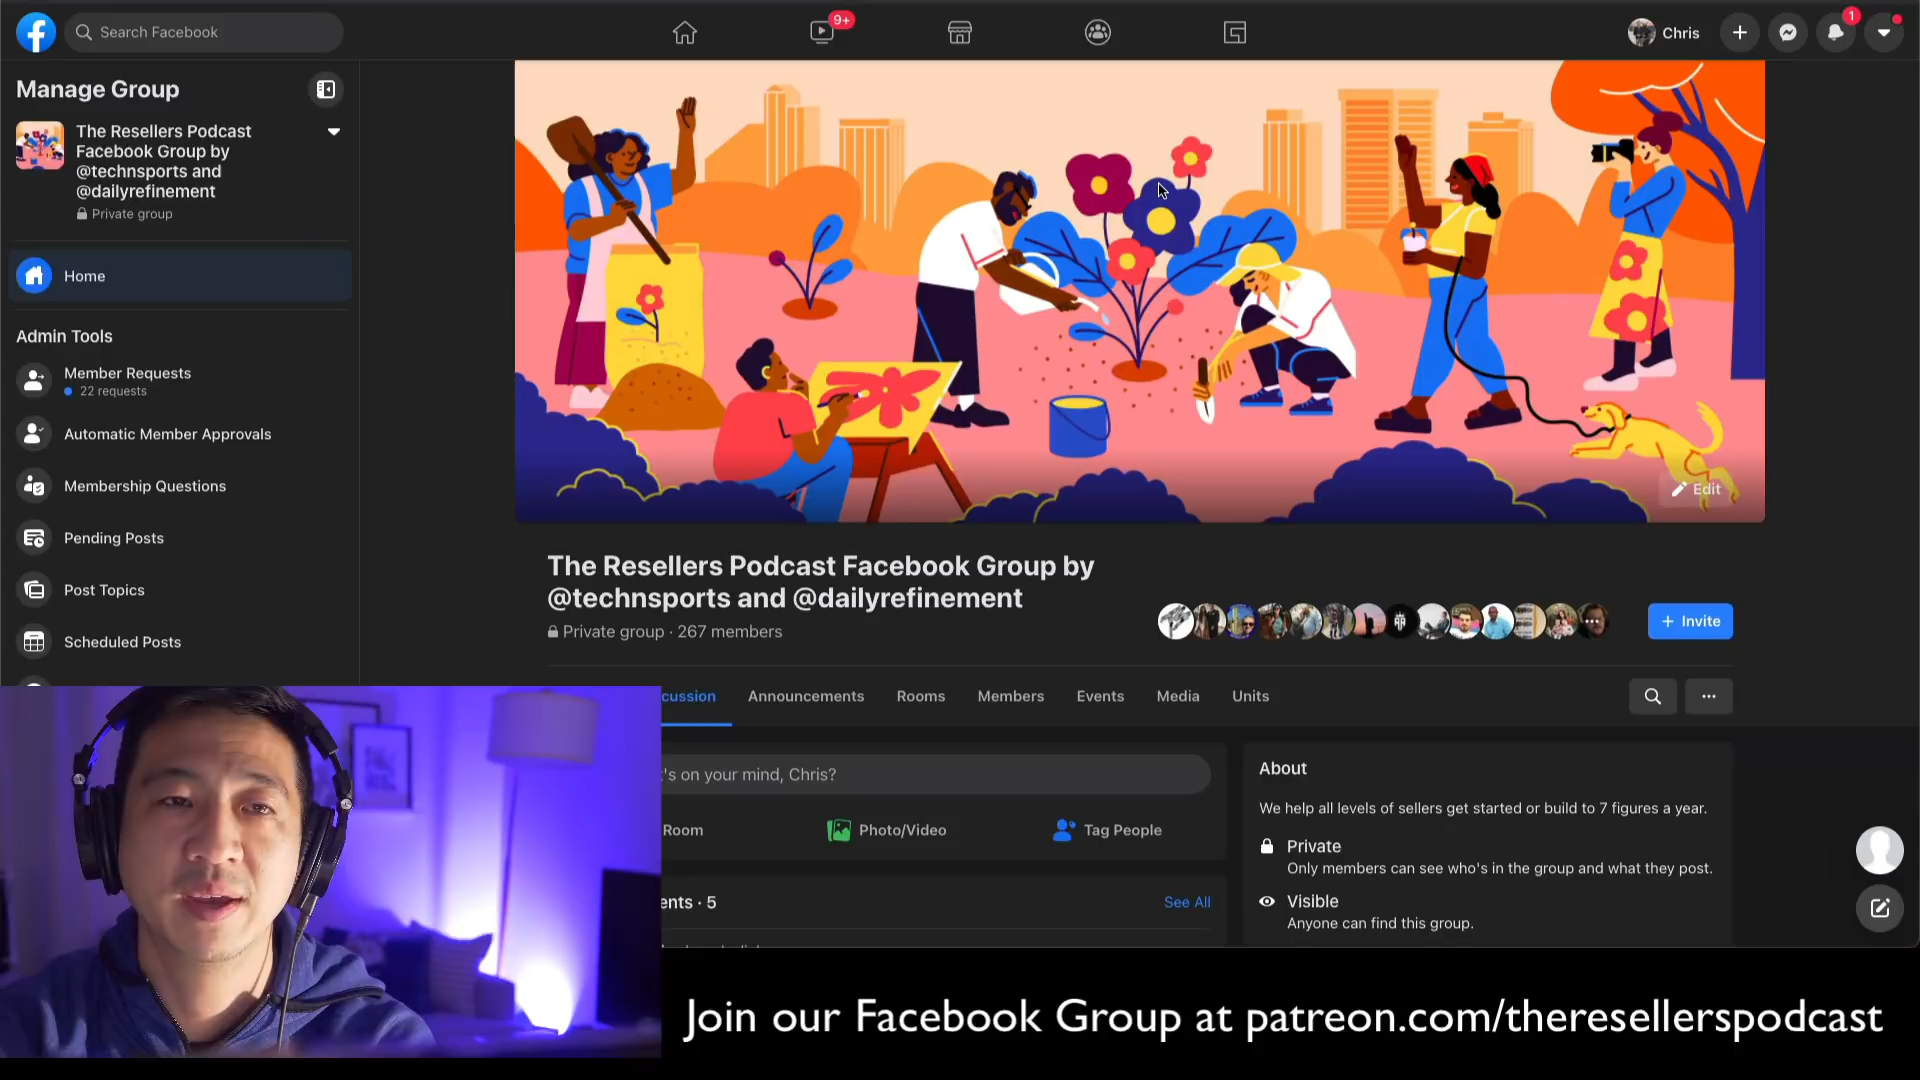 Search Facebook
9+
Chris
1
Manage Group
The Resellers Podcast
Facebook Group by
@technsports and
@dailyrefinement
Private group
Home
Admin Tools
Member Requests
22 requests
Automatic Member Approvals
Membership Questions
Pending Posts
Post Topics
Scheduled Posts
Edit
The Resellers Podcast Facebook Group by
@technsports and @dailyrefinement
Private group · 267 members
+ Invite
cussion
Announcements
Rooms
Members
Events
Media
Units
's on your mind, Chris?
Room
Photo/Video
Tag People
ents · 5
See All
About
We help all levels of sellers get started or build to 7 figures a year.
Private
Only members can see who's in the group and what they post.
Visible
Anyone can find this group.
Join our Facebook Group at patreon.com/theresellerspodcast